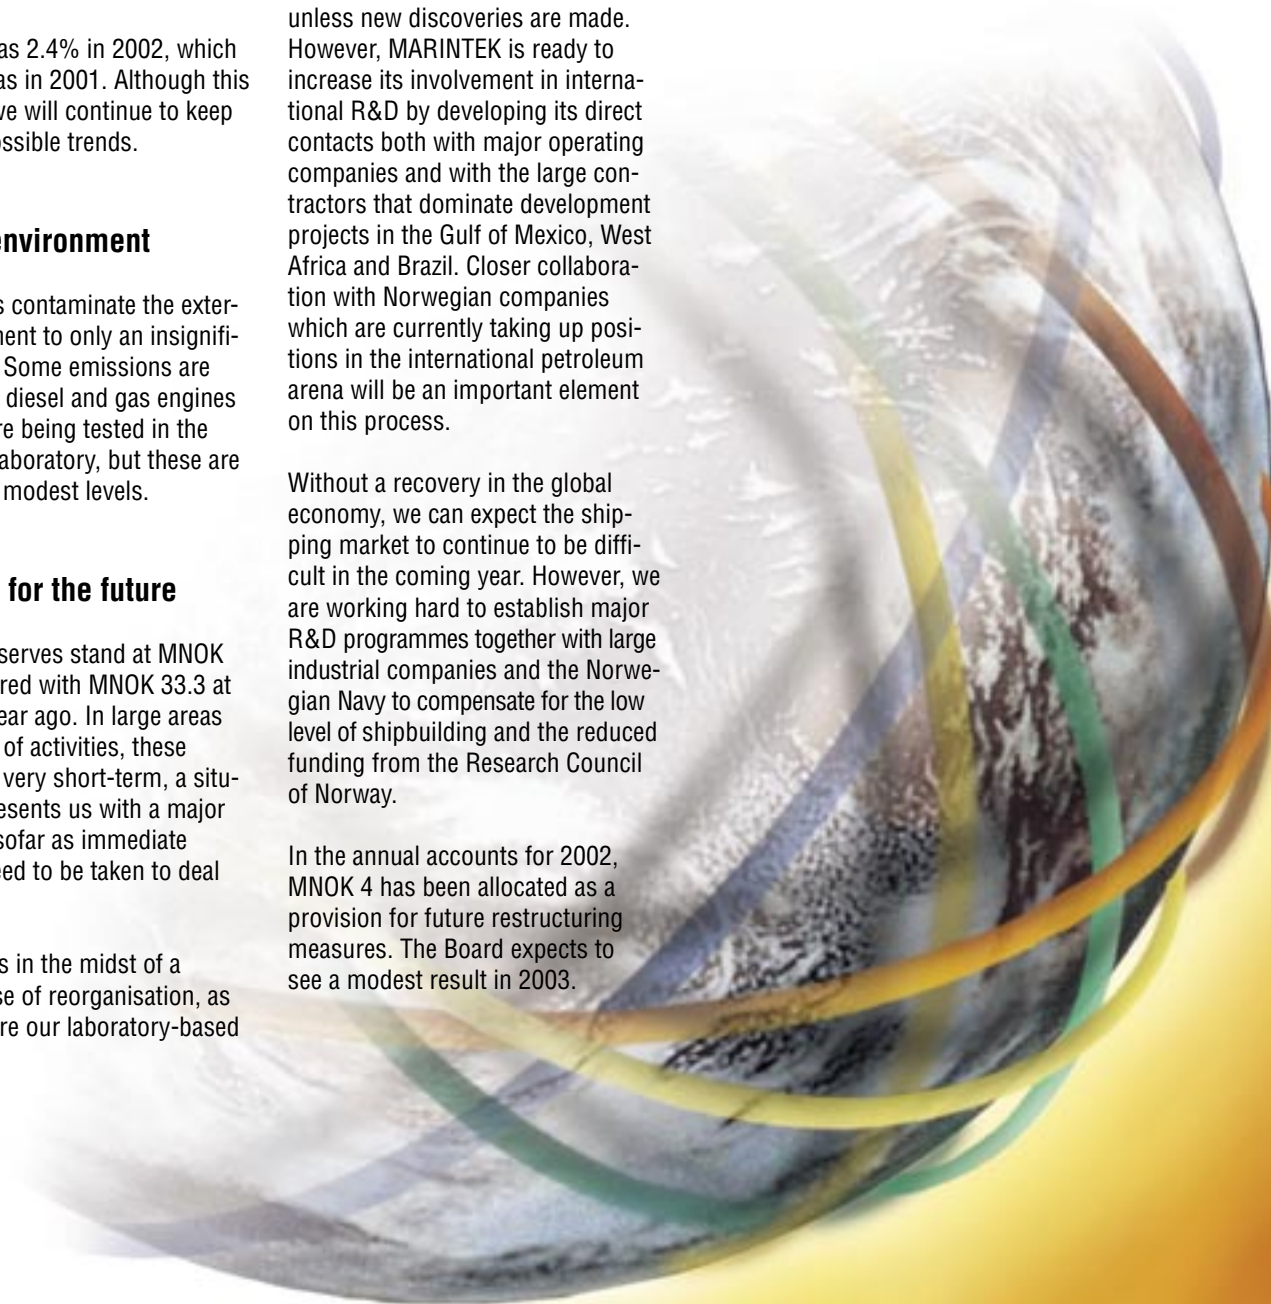 as 2.4% in 2002, which
as in 2001. Although this
we will continue to keep
ossible trends.
environment
s contaminate the exter-
ment to only an insignifi-
Some emissions are
diesel and gas engines
re being tested in the
aboratory, but these are
modest levels.
for the future
serves stand at MNOK
red with MNOK 33.3 at
ear ago. In large areas
of activities, these
very short-term, a situ-
esents us with a major
sofar as immediate
eed to be taken to deal
s in the midst of a
se of reorganisation, as
re our laboratory-based
unless new discoveries are made.
However, MARINTEK is ready to
increase its involvement in interna-
tional R&D by developing its direct
contacts both with major operating
companies and with the large con-
tractors that dominate development
projects in the Gulf of Mexico, West
Africa and Brazil. Closer collabora-
tion with Norwegian companies
which are currently taking up posi-
tions in the international petroleum
arena will be an important element
on this process.
Without a recovery in the global
economy, we can expect the ship-
ping market to continue to be diffi-
cult in the coming year. However, we
are working hard to establish major
R&D programmes together with large
industrial companies and the Norwe-
gian Navy to compensate for the low
level of shipbuilding and the reduced
funding from the Research Council
of Norway.
In the annual accounts for 2002,
MNOK 4 has been allocated as a
provision for future restructuring
measures. The Board expects to
see a modest result in 2003.